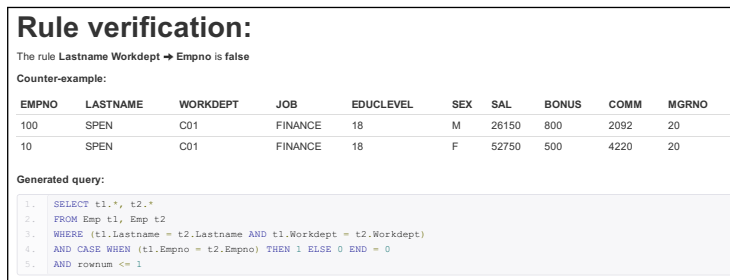 Rule verification:
The rule Lastname Workdept ➔ Empno is false
Counter-example:
EMPNO LASTNAME WORKDEPT JOB EDUCLEVEL SEX SAL BONUS COMM MGRNO
100 SPEN C01 FINANCE 18 M 26150 800 2092 20
10 SPEN C01 FINANCE 18 F 52750 500 4220 20
Generated query:
1. SELECT t1.*, t2.*
2. FROM Emp t1, Emp t2
3. WHERE (t1.Lastname = t2.Lastname AND t1.Workdept = t2.Workdept)
4. AND CASE WHEN (t1.Empno = t2.Empno) THEN 1 ELSE 0 END = 0
5. AND rownum <= 1